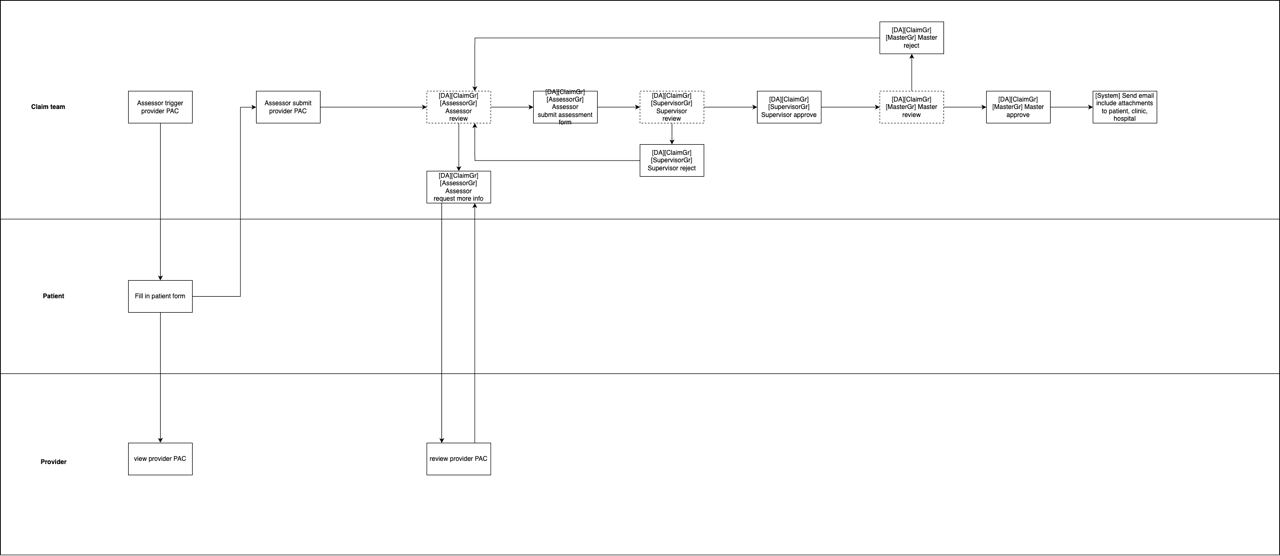 [DA][ClaimGr]
[MasterGr] Master
reject
Claim team
Assessor trigger
provider PAC
Assessor submit
provider PAC
[DA][ClaimGr]
[AssessorGr]
Assessor
review
[DA][ClaimGr]
[AssessorGr]
Assessor
submit assessment
form
[DA][ClaimGr]
[SupervisorGr]
Supervisor
review
[DA][ClaimGr]
[SupervisorGr]
Supervisor approve
[DA][ClaimGr]
[MasterGr] Master
review
[DA][ClaimGr]
[MasterGr] Master
approve
[System] Send email
include attachments
to patient, clinic,
hospital
[DA][ClaimGr]
[SupervisorGr]
Supervisor reject
[DA][ClaimGr]
[AssessorGr]
Assessor
request more info
Patient
Fill in patient form
Provider
view provider PAC
review provider PAC